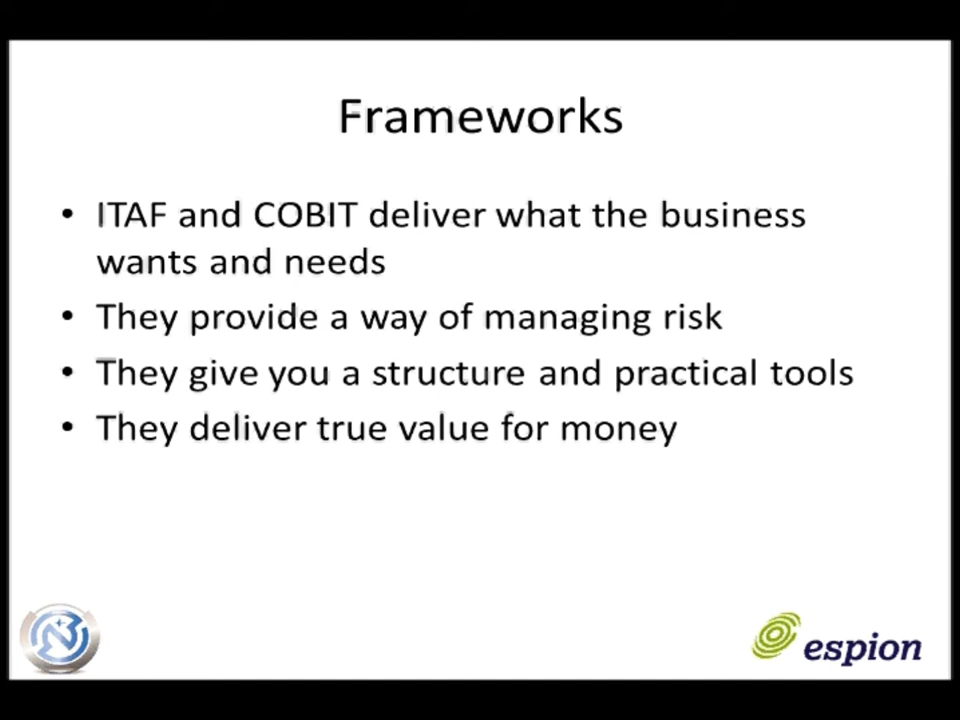 Frameworks
• ITAF and COBIT deliver what the business
wants and needs
• They provide a way of managing risk
• They give you a structure and practical tools
• They deliver true value for money
espion